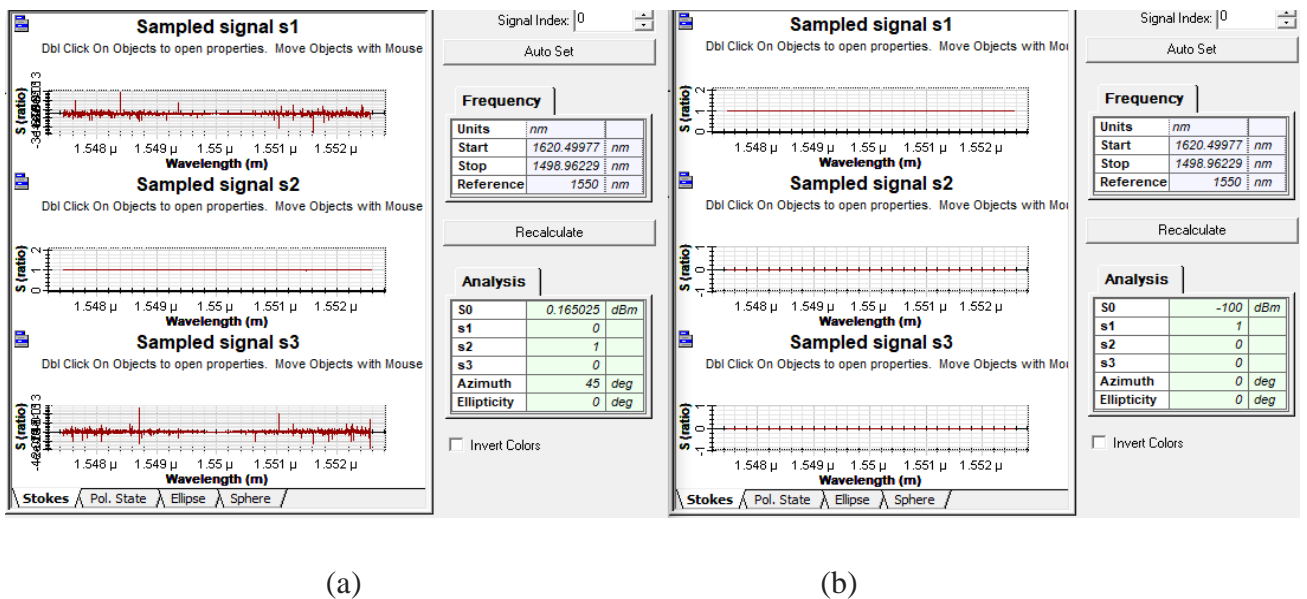 Sampled signal s1
Dbl Click On Objects to open properties. Move Objects with Mouse
S (ratio)
1.548 µ 1.549 µ 1.55 µ 1.551 µ 1.552 µ
Wavelength (m)
Sampled signal s2
Dbl Click On Objects to open properties. Move Objects with Mouse
S (ratio)
2
1
0
1.548 µ 1.549 µ 1.55 µ 1.551 µ 1.552 µ
Wavelength (m)
Sampled signal s3
Dbl Click On Objects to open properties. Move Objects with Mouse
S (ratio)
1.548 µ 1.549 µ 1.55 µ 1.551 µ 1.552 µ
Wavelength (m)
Stokes Pol. State Ellipse Sphere
Signal Index: 0
Auto Set
Frequency
Units nm
Start 1620.49977 nm
Stop 1498.96229 nm
Reference 1550 nm
Recalculate
Analysis
S0 0.165025 dBm
s1 0
s2 1
s3 0
Azimuth 45 deg
Ellipticity 0 deg
Invert Colors
(a)
Sampled signal s1
Dbl Click On Objects to open properties. Move Objects with Mou
S (ratio)
2
1
0
1.548 µ 1.549 µ 1.55 µ 1.551 µ 1.552 µ
Wavelength (m)
Sampled signal s2
Dbl Click On Objects to open properties. Move Objects with Mou
S (ratio)
1
0
-1
1.548 µ 1.549 µ 1.55 µ 1.551 µ 1.552 µ
Wavelength (m)
Sampled signal s3
Dbl Click On Objects to open properties. Move Objects with Mou
S (ratio)
1
0
-1
1.548 µ 1.549 µ 1.55 µ 1.551 µ 1.552 µ
Wavelength (m)
Stokes Pol. State Ellipse Sphere
Signal Index: 0
Auto Set
Frequency
Units nm
Start 1620.49977 nm
Stop 1498.96229 nm
Reference 1550 nm
Recalculate
Analysis
S0 -100 dBm
s1 1
s2 0
s3 0
Azimuth 0 deg
Ellipticity 0 deg
Invert Colors
(b)